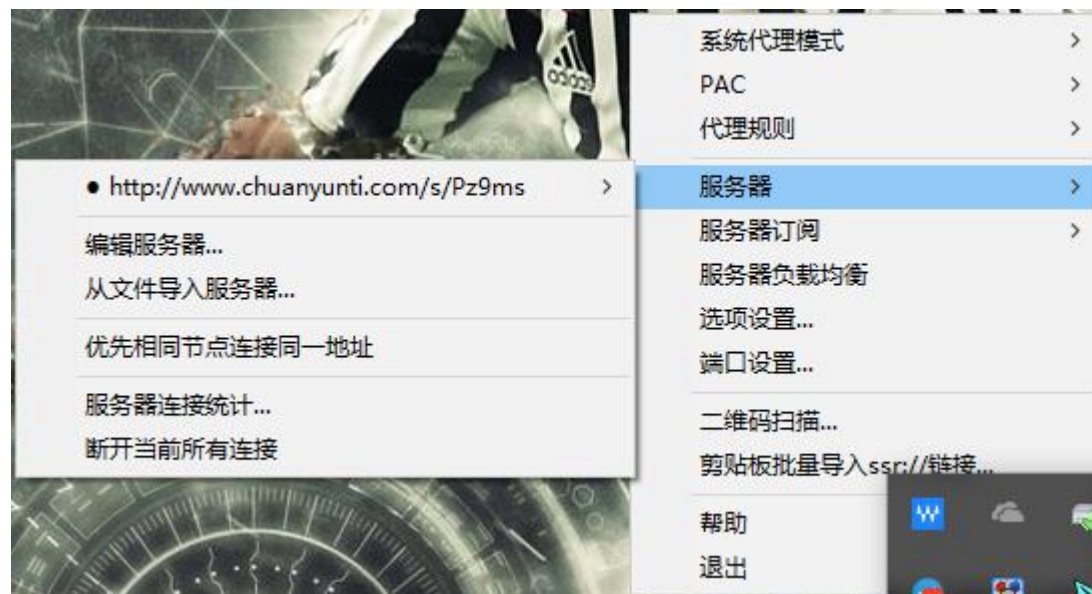 系统代理模式
PAC
代理规则
服务器
服务器订阅
服务器负载均衡
选项设置...
端口设置...
二维码扫描...
剪贴板批量导入ssr://链接...
帮助
退出
● http://www.chuanyunti.com/s/Pz9ms
编辑服务器...
从文件导入服务器...
优先相同节点连接同一地址
服务器连接统计...
断开当前所有连接